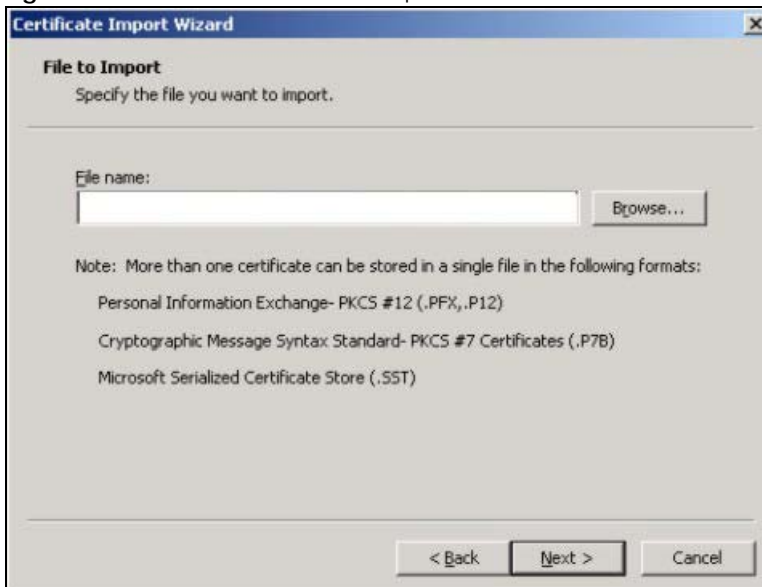 Certificate Import Wizard
File to Import
Specify the file you want to import.
File name:
Browse...
Note: More than one certificate can be stored in a single file in the following formats:
Personal Information Exchange- PKCS #12 (.PFX,.P12)
Cryptographic Message Syntax Standard- PKCS #7 Certificates (.P7B)
Microsoft Serialized Certificate Store (.SST)
< Back Next > Cancel